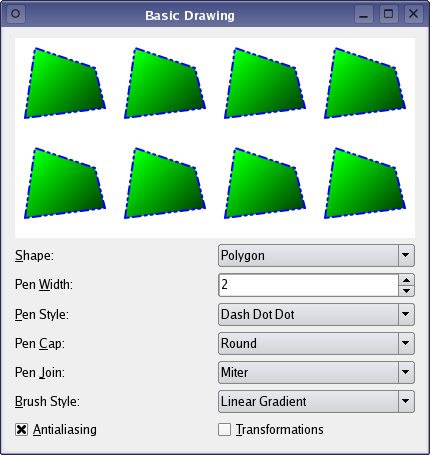 Basic Drawing
Shape: Polygon
Pen Width: 2
Pen Style: Dash Dot Dot
Pen Cap: Round
Pen Join: Miter
Brush Style: Linear Gradient
Antialiasing Transformations